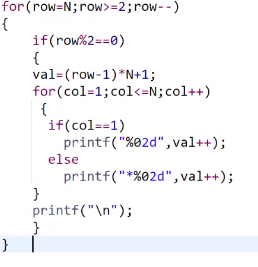 for(row=N;row>=2;row--)
{
    if(row%2==0)
    {
    val=(row-1)*N+1;
    for(col=1;col<=N;col++)
     {
      if(col==1)
        printf("%02d",val++);
      else
        printf("*%02d",val++);
    }
    printf("\n");
    }
}